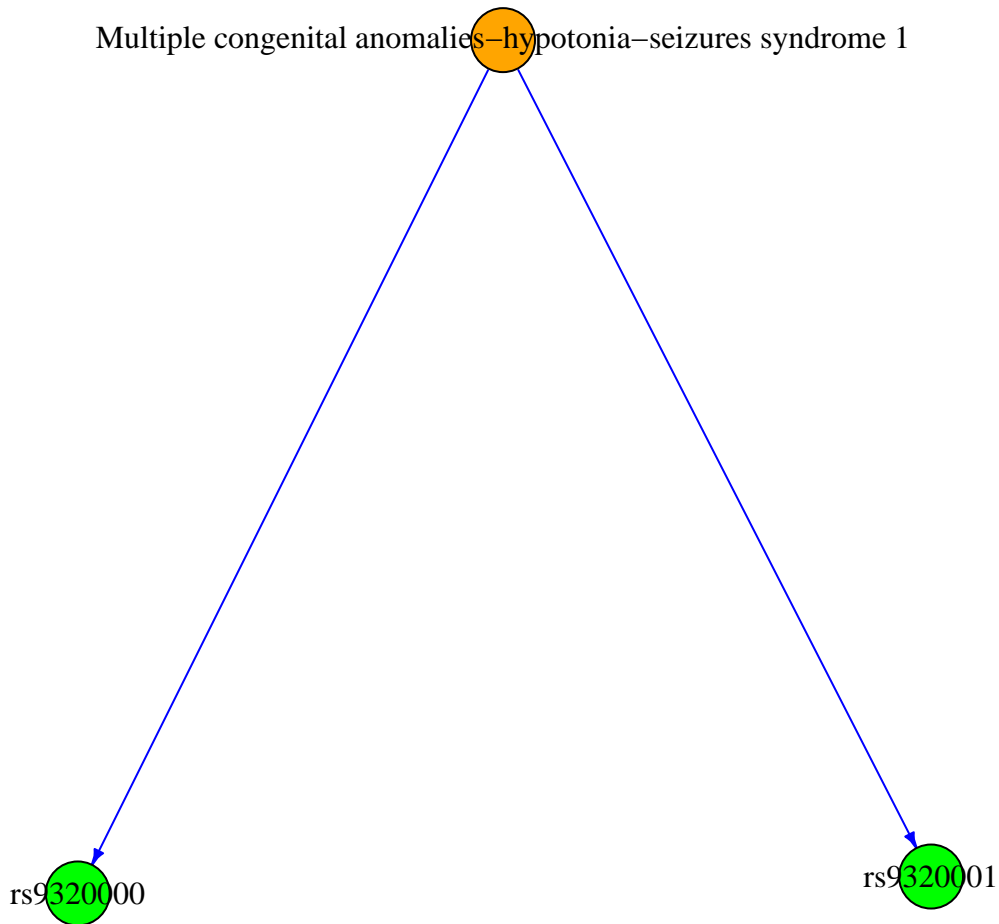 Multiple congenital anomalies−hypotonia−seizures syndrome 1
rs9320000
rs9320001